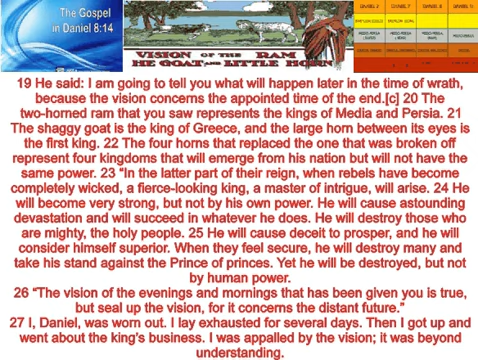 The Gospel
in Daniel 8:14
VISION OF THE RAM
HE GOAT AND LITTLE HORN
DANIEL 2 DANIEL 7 DANIEL 8 DANIEL 11
19 He said: I am going to tell you what will happen later in the time of wrath,
because the vision concerns the appointed time of the end.[c] 20 The
two-horned ram that you saw represents the kings of Media and Persia. 21
The shaggy goat is the king of Greece, and the large horn between its eyes is
the first king. 22 The four horns that replaced the one that was broken off
represent four kingdoms that will emerge from his nation but will not have the
same power. 23 “In the latter part of their reign, when rebels have become
completely wicked, a fierce-looking king, a master of intrigue, will arise. 24 He
will become very strong, but not by his own power. He will cause astounding
devastation and will succeed in whatever he does. He will destroy those who
are mighty, the holy people. 25 He will cause deceit to prosper, and he will
consider himself superior. When they feel secure, he will destroy many and
take his stand against the Prince of princes. Yet he will be destroyed, but not
by human power.
26 “The vision of the evenings and mornings that has been given you is true,
but seal up the vision, for it concerns the distant future.”
27 I, Daniel, was worn out. I lay exhausted for several days. Then I got up and
went about the king’s business. I was appalled by the vision; it was beyond
understanding.